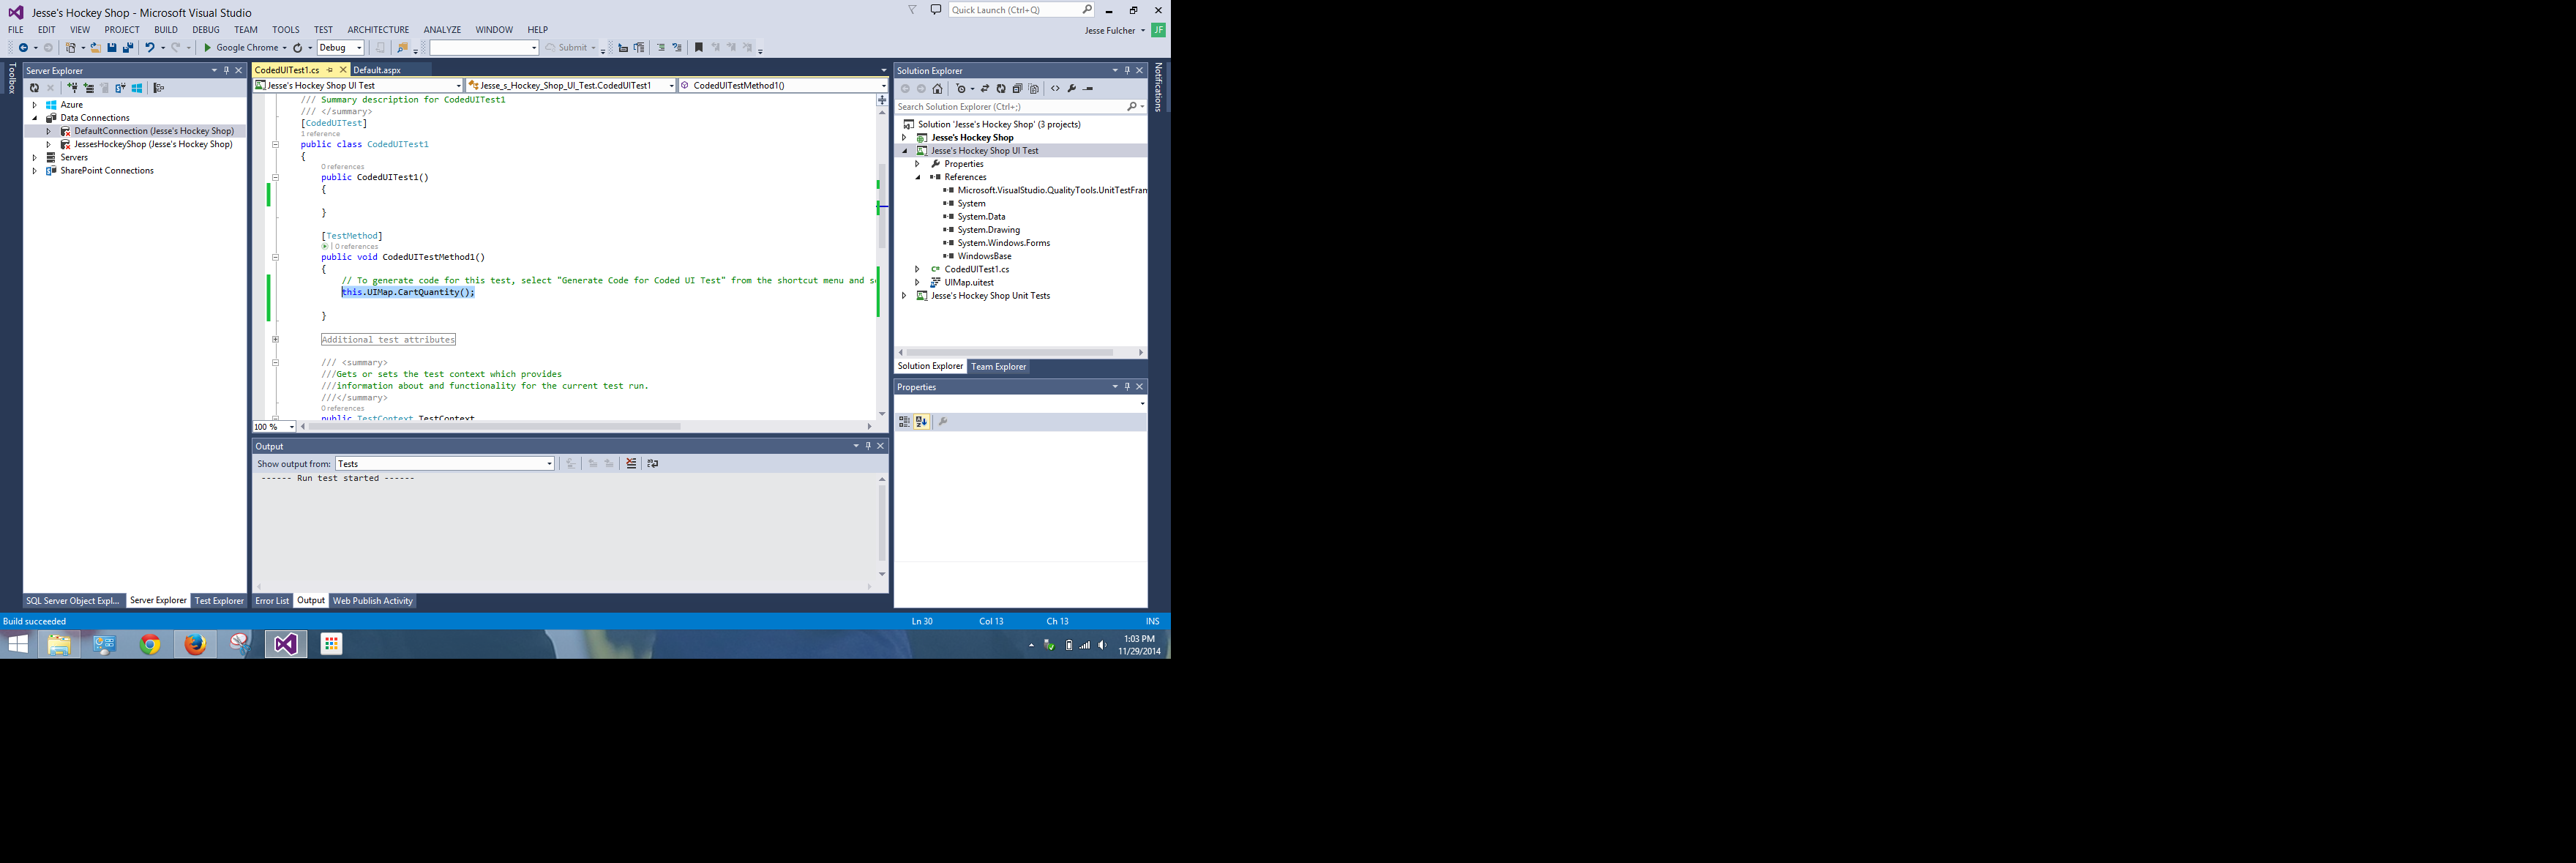 Jesse's Hockey Shop - Microsoft Visual Studio
Quick Launch (Ctrl+Q)
FILE EDIT VIEW PROJECT BUILD DEBUG TEAM TOOLS TEST ARCHITECTURE ANALYZE WINDOW HELP
Jesse Fulcher JF
Google Chrome Debug Submit
Toolbox
Server Explorer
Azure
Data Connections
DefaultConnection (Jesse's Hockey Shop)
JessesHockeyShop (Jesse's Hockey Shop)
Servers
SharePoint Connections
SQL Server Object Expl... Server Explorer Test Explorer
CodedUITest1.cs Default.aspx
Jesse's Hockey Shop UI Test Jesse_s_Hockey_Shop_UI_Test.CodedUITest1 CodedUITestMethod1()
/// Summary description for CodedUITest1
/// </summary>
[CodedUITest]
1 reference
public class CodedUITest1
{
0 references
public CodedUITest1()
{
}
[TestMethod]
| 0 references
public void CodedUITestMethod1()
{
// To generate code for this test, select "Generate Code for Coded UI Test" from the shortcut menu and se
this.UIMap.CartQuantity();
}
Additional test attributes
/// <summary>
///Gets or sets the test context which provides
///information about and functionality for the current test run.
///</summary>
0 references
public TestContext TestContext
100 %
Output
Show output from: Tests
------ Run test started ------
Error List Output Web Publish Activity
Solution Explorer
Search Solution Explorer (Ctrl+;)
Solution 'Jesse's Hockey Shop' (3 projects)
Jesse's Hockey Shop
Jesse's Hockey Shop UI Test
Properties
References
Microsoft.VisualStudio.QualityTools.UnitTestFran
System
System.Data
System.Drawing
System.Windows.Forms
WindowsBase
CodedUITest1.cs
UIMap.uitest
Jesse's Hockey Shop Unit Tests
Solution Explorer Team Explorer
Properties
Notifications
Build succeeded
Ln 30 Col 13 Ch 13 INS
1:03 PM
11/29/2014